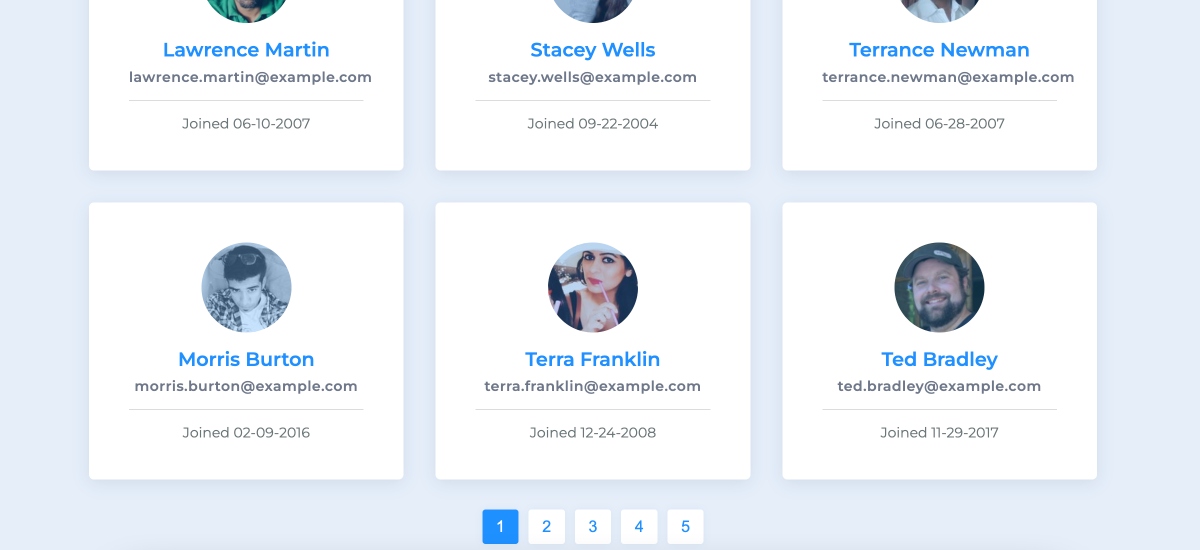 Lawrence Martin
lawrence.martin@example.com
Joined 06-10-2007
Stacey Wells
stacey.wells@example.com
Joined 09-22-2004
Terrance Newman
terrance.newman@example.com
Joined 06-28-2007
Morris Burton
morris.burton@example.com
Joined 02-09-2016
Terra Franklin
terra.franklin@example.com
Joined 12-24-2008
Ted Bradley
ted.bradley@example.com
Joined 11-29-2017
1 2 3 4 5